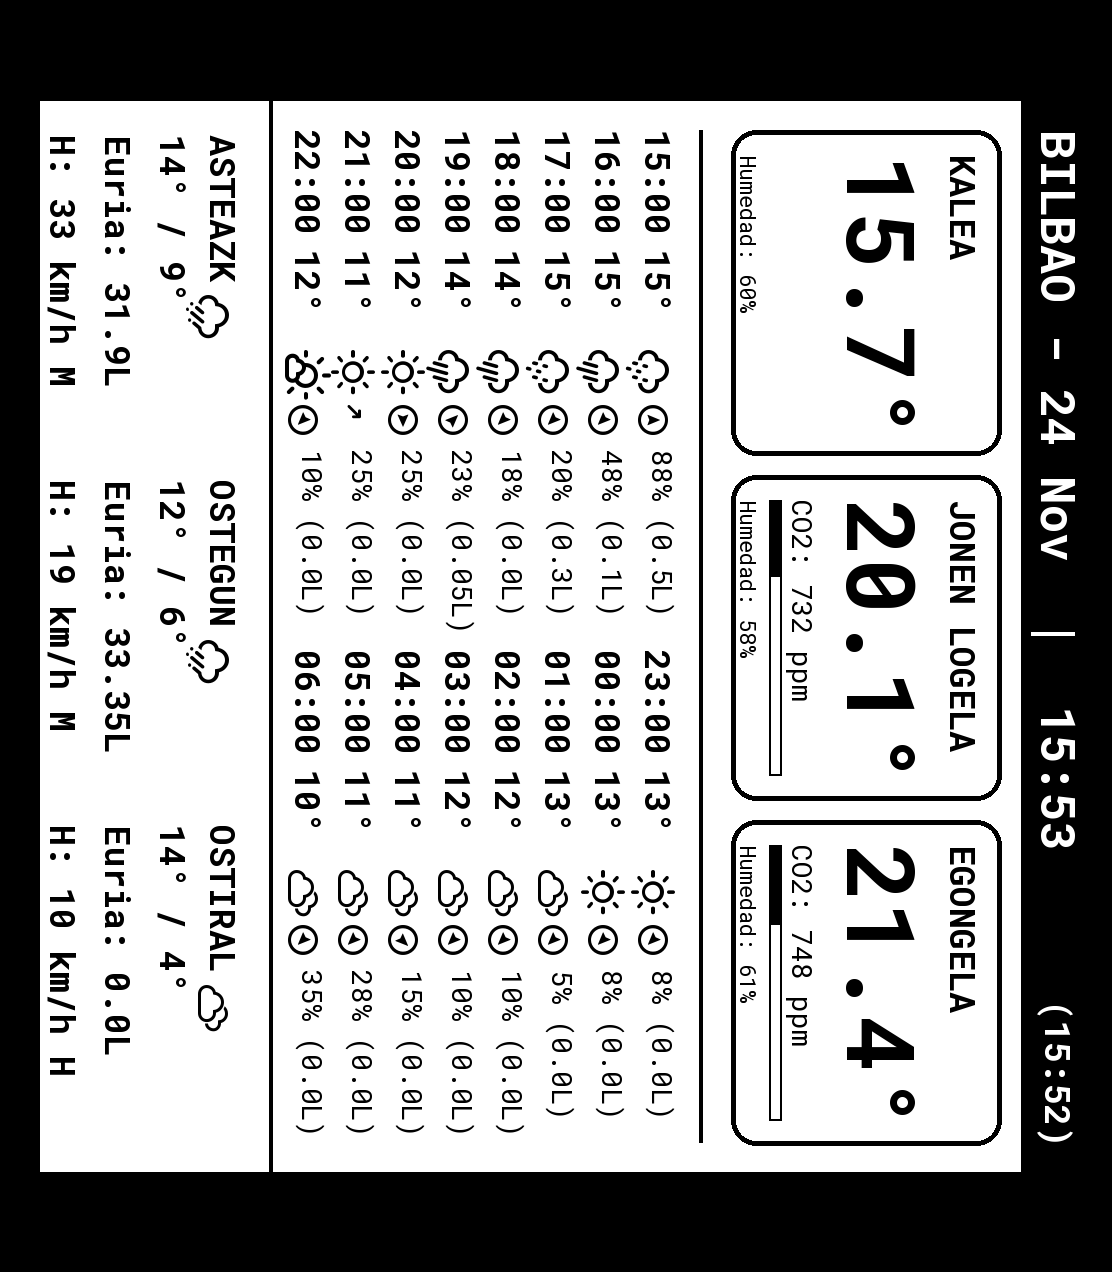 BILBAO - 24 Nov | 15:53 (15:52)
KALEA
15.7°
Humedad: 60%
JONEN LOGELA
20.1°
CO2: 732 ppm
Humedad: 58%
EGONGELA
21.4°
CO2: 748 ppm
Humedad: 61%
15:00 15° 88% (0.5L)
16:00 15° 48% (0.1L)
17:00 15° 20% (0.3L)
18:00 14° 18% (0.0L)
19:00 14° 23% (0.05L)
20:00 12° 25% (0.0L)
21:00 11° 25% (0.0L)
22:00 12° 10% (0.0L)
23:00 13° 8% (0.0L)
00:00 13° 8% (0.0L)
01:00 13° 5% (0.0L)
02:00 12° 10% (0.0L)
03:00 12° 10% (0.0L)
04:00 11° 15% (0.0L)
05:00 11° 28% (0.0L)
06:00 10° 35% (0.0L)
ASTEAZK
14° / 9°
Euria: 31.9L
H: 33 km/h M
OSTEGUN
12° / 6°
Euria: 33.35L
H: 19 km/h M
OSTIRAL
14° / 4°
Euria: 0.0L
H: 10 km/h H